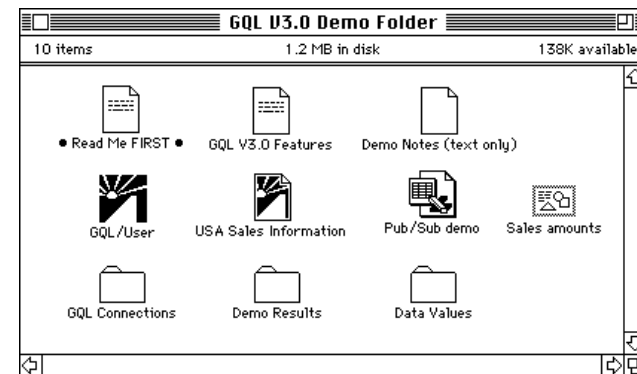 GQL V3.0 Demo Folder
10 items 1.2 MB in disk 138K available
• Read Me FIRST • GQL V3.0 Features Demo Notes (text only)
GQL/User USA Sales Information Pub/Sub demo Sales amounts
GQL Connections Demo Results Data Values